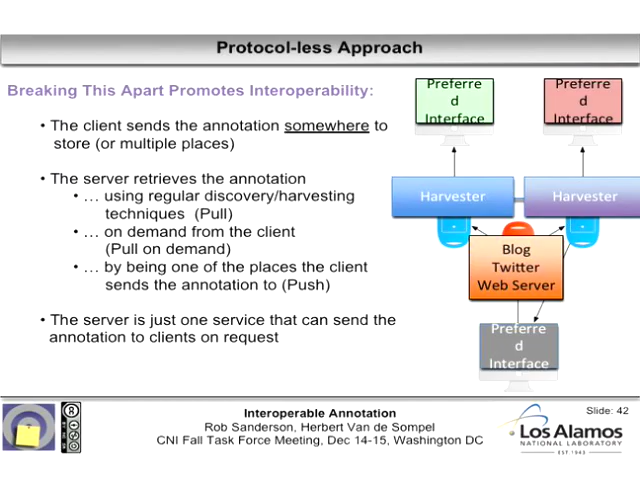 Protocol-less Approach
Breaking This Apart Promotes Interoperability:
• The client sends the annotation somewhere to
store (or multiple places)
• The server retrieves the annotation
• … using regular discovery/harvesting
techniques (Pull)
• … on demand from the client
(Pull on demand)
• … by being one of the places the client
sends the annotation to (Push)
• The server is just one service that can send the
annotation to clients on request
Preferre
d
Interface
Preferre
d
Interface
Harvester
Harvester
Blog
Twitter
Web Server
Preferre
d
Interface
Interoperable Annotation
Rob Sanderson, Herbert Van de Sompel
CNI Fall Task Force Meeting, Dec 14-15, Washington DC
Slide: 42
Los Alamos
NATIONAL LABORATORY
EST. 1943